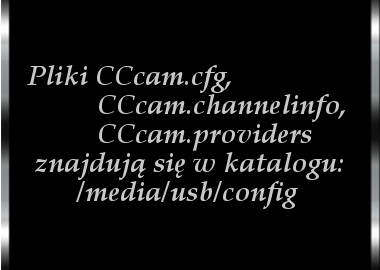 Pliki CCcam.cfg,
CCcam.channelinfo,
CCcam.providers
znajdują się w katalogu:
/media/usb/config